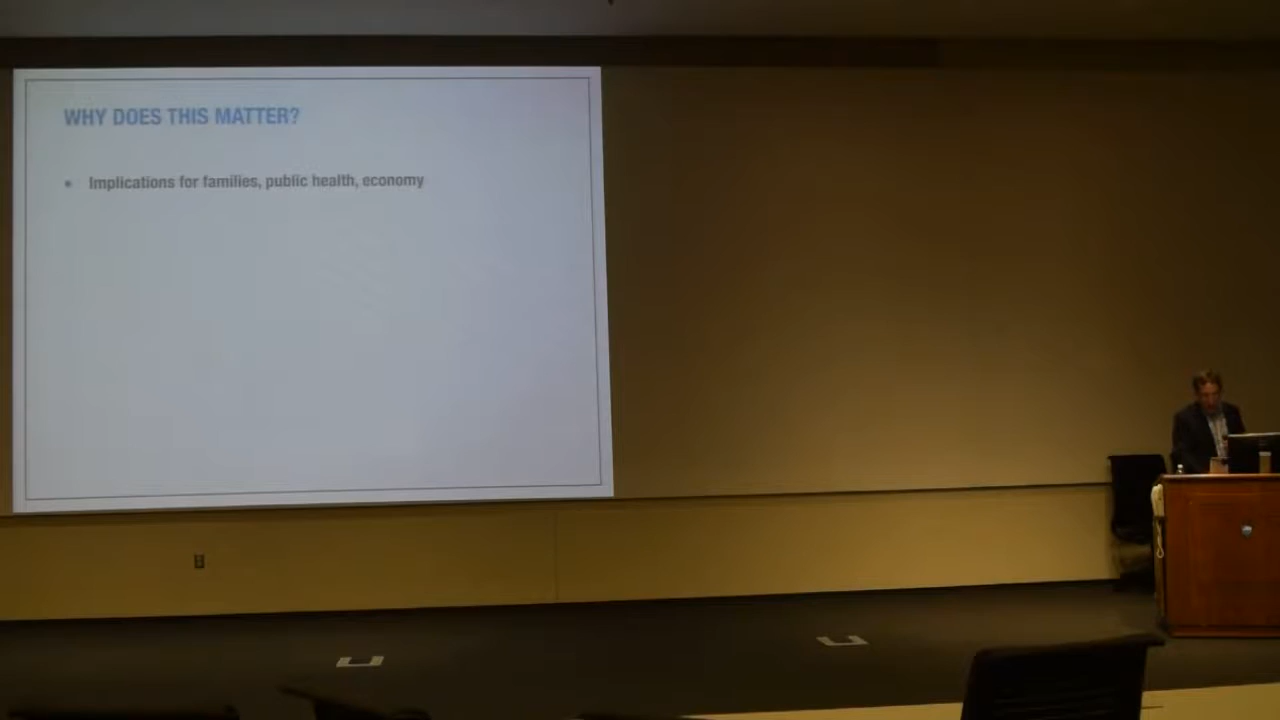 WHY DOES THIS MATTER?
• Implications for families, public health, economy